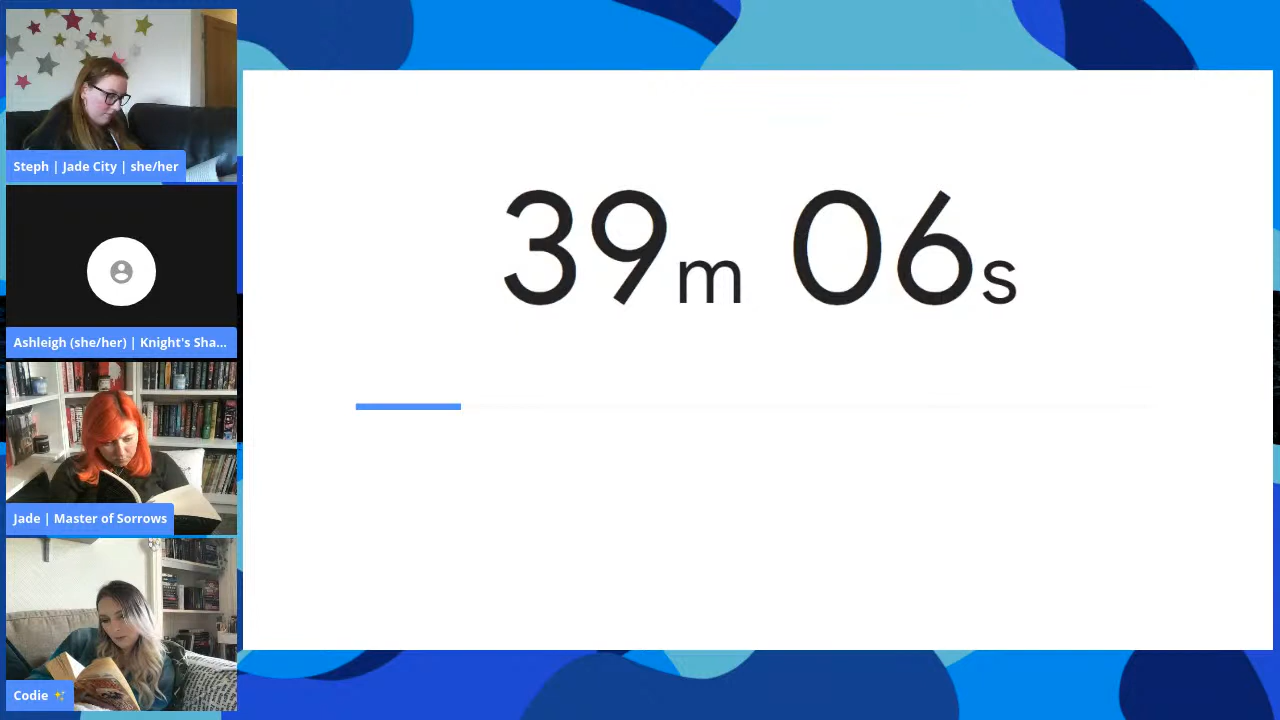 Steph | Jade City | she/her
39m 06s
Ashleigh (she/her) | Knight's Sha...
Jade | Master of Sorrows
Codie ✨